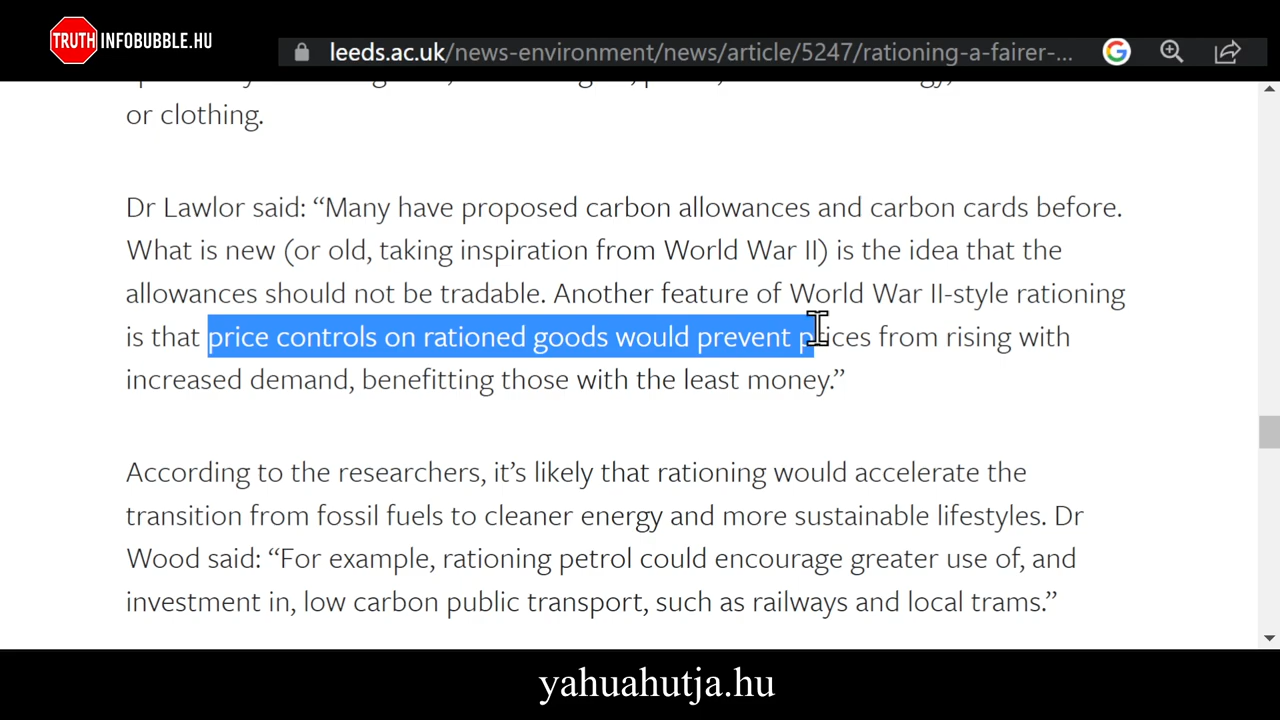 TRUTH INFOBUBBLE.HU
leeds.ac.uk/news-environment/news/article/5247/rationing-a-fairer-...
or clothing.
Dr Lawlor said: “Many have proposed carbon allowances and carbon cards before.
What is new (or old, taking inspiration from World War II) is the idea that the
allowances should not be tradable. Another feature of World War II-style rationing
is that price controls on rationed goods would prevent prices from rising with
increased demand, benefitting those with the least money.”
According to the researchers, it’s likely that rationing would accelerate the
transition from fossil fuels to cleaner energy and more sustainable lifestyles. Dr
Wood said: “For example, rationing petrol could encourage greater use of, and
investment in, low carbon public transport, such as railways and local trams.”
yahuahutja.hu